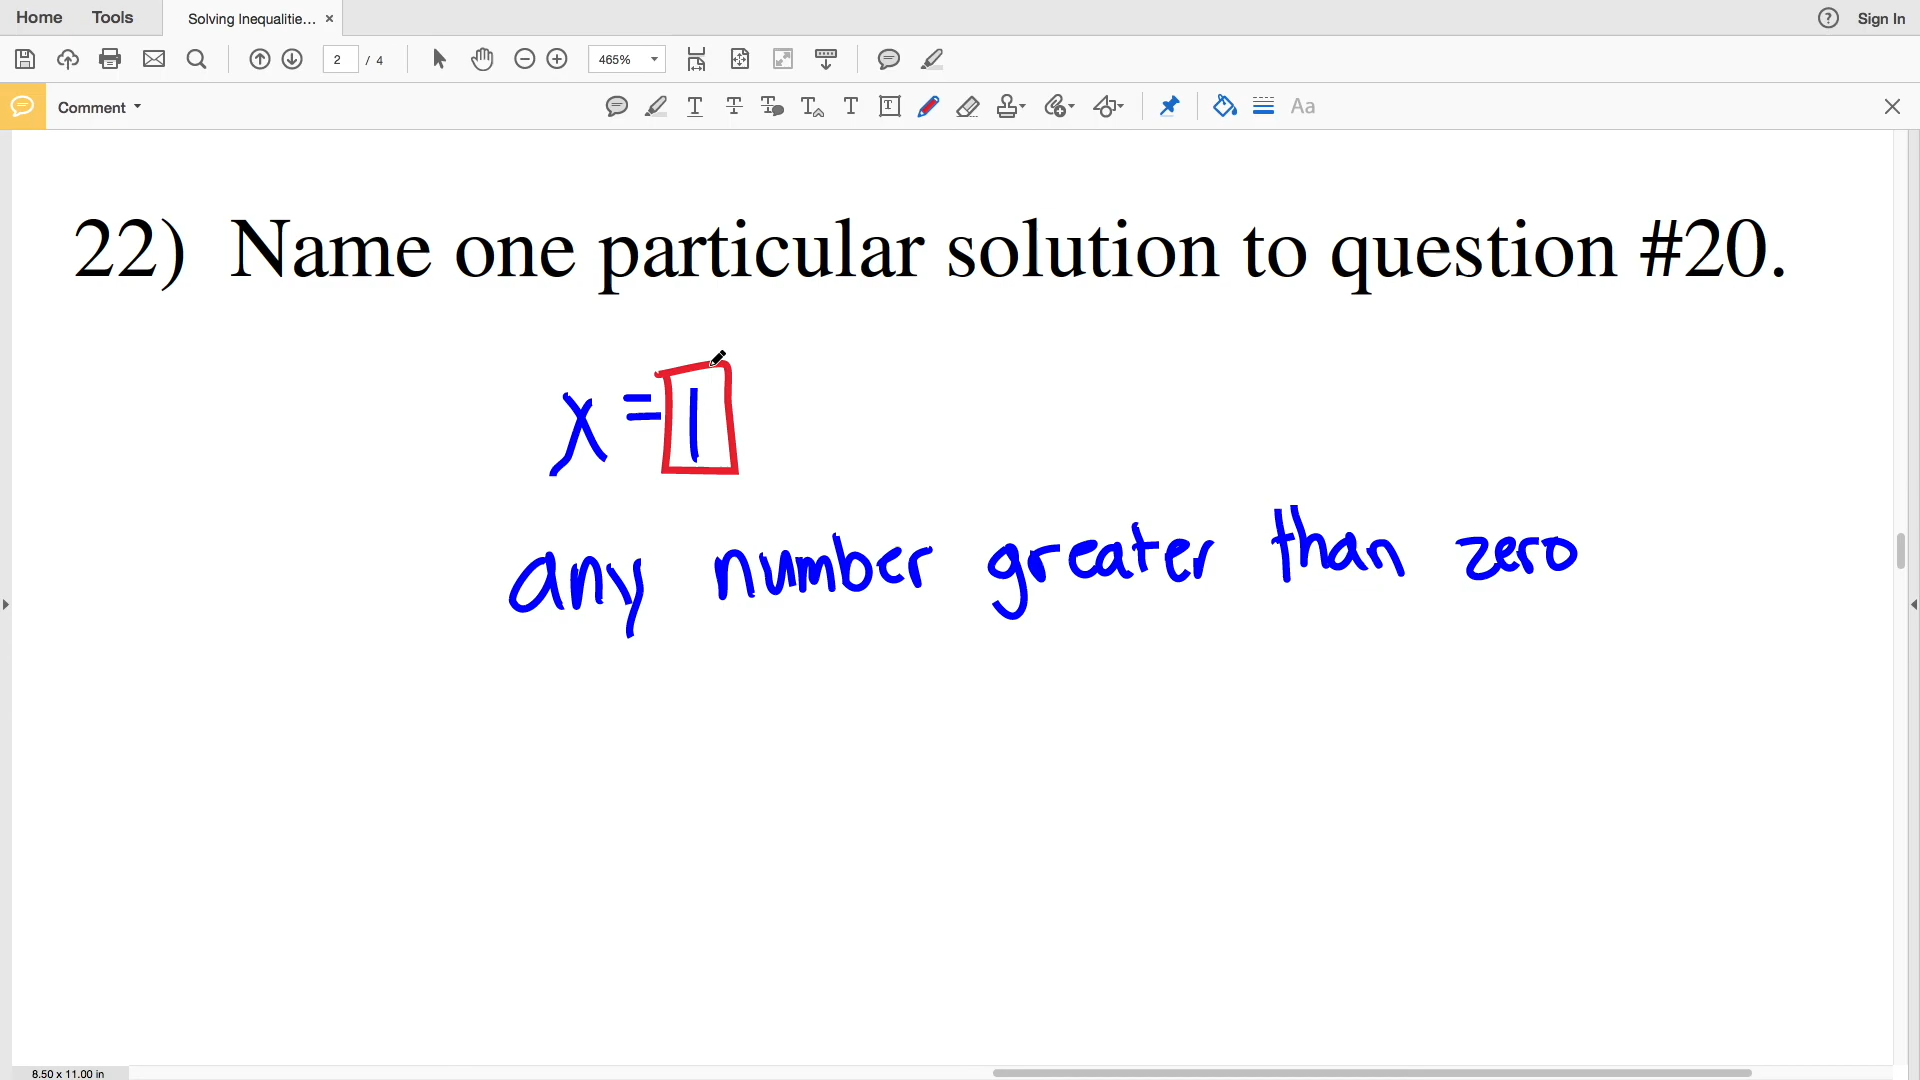 Home Tools Solving Inequalitie... × ? Sign In
2 / 4 465%
Comment T T T T T T Aa
22) Name one particular solution to question #20.
x = 1
any number greater than zero
8.50 x 11.00 in